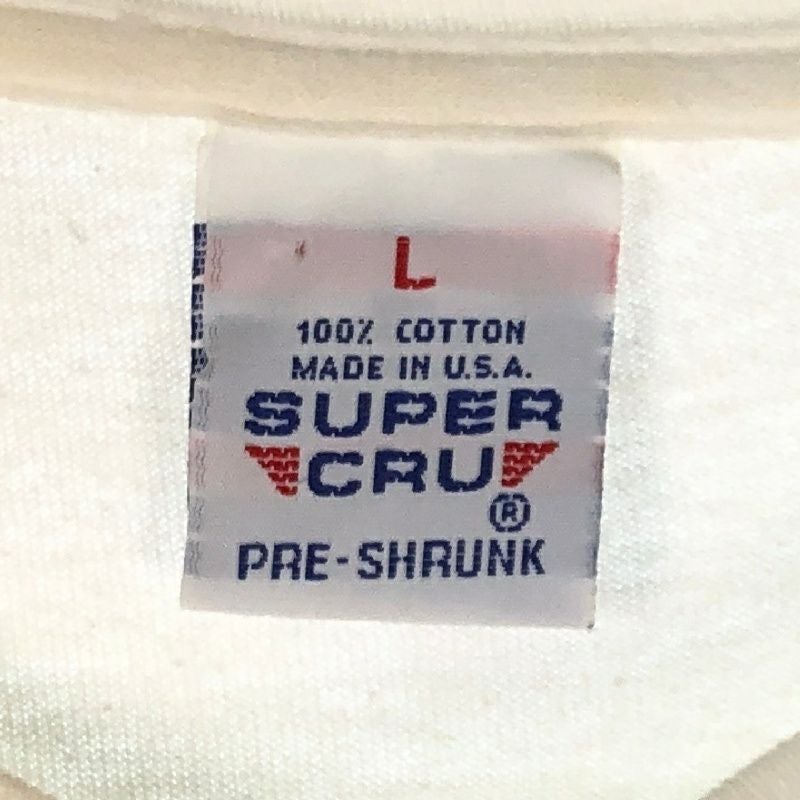 L
100% COTTON
MADE IN U.S.A.
SUPER
CRU
®
PRE-SHRUNK